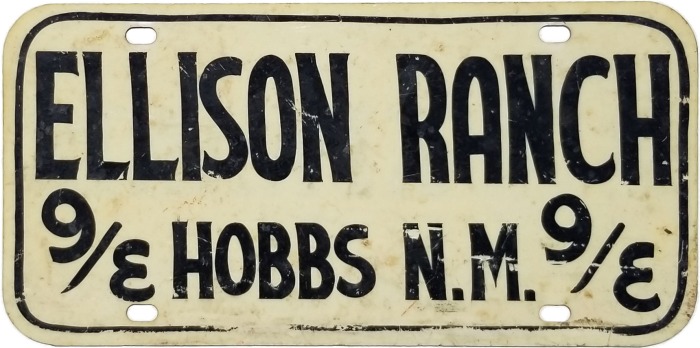 ELLISON RANCH
9/ε HOBBS N.M. 9/ε